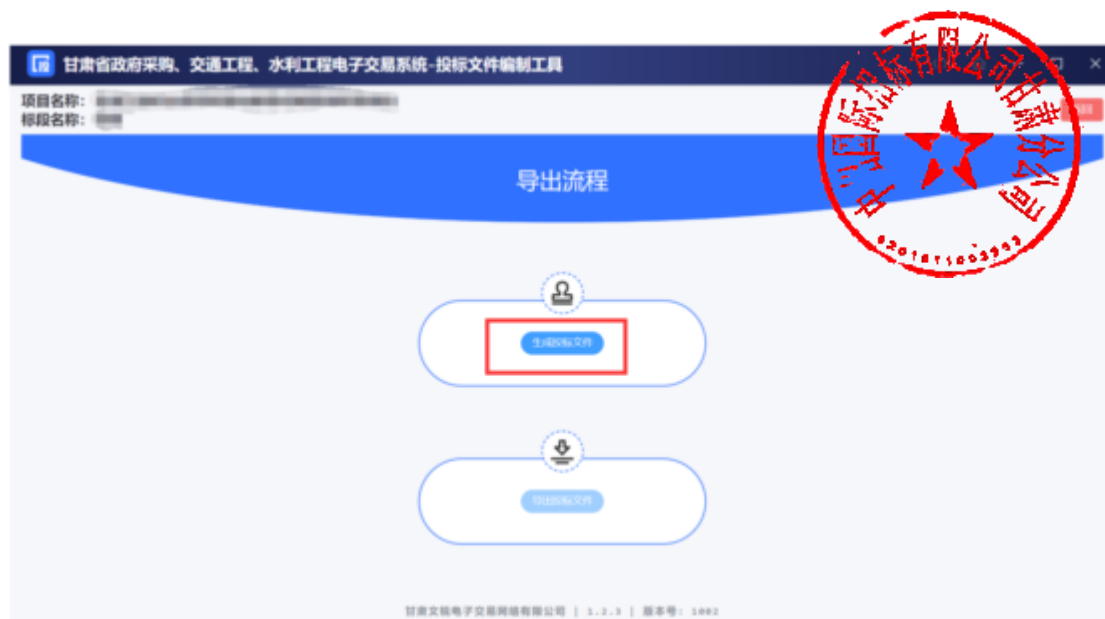 甘肃省政府采购、交通工程、水利工程电子交易系统-投标文件编制工具
项目名称：
标段名称：
导出流程
生成投标文件
导出投标文件
甘肃文锐电子交易网络有限公司 | 1.2.3 | 版本号: 1002
国际招标有限公司甘肃分公司